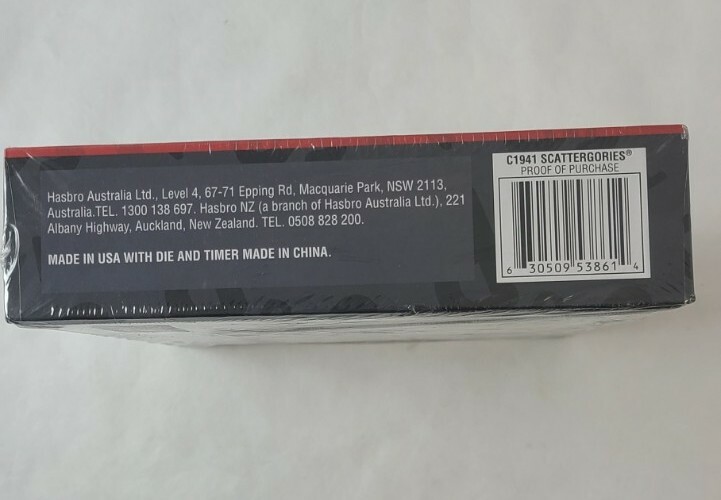 Hasbro Australia Ltd., Level 4, 67-71 Epping Rd, Macquarie Park, NSW 2113,
Australia.TEL. 1300 138 697. Hasbro NZ (a branch of Hasbro Australia Ltd.), 221
Albany Highway, Auckland, New Zealand. TEL. 0508 828 200.
MADE IN USA WITH DIE AND TIMER MADE IN CHINA.
C1941 SCATTERGORIES®
PROOF OF PURCHASE
6 30509 53861 4